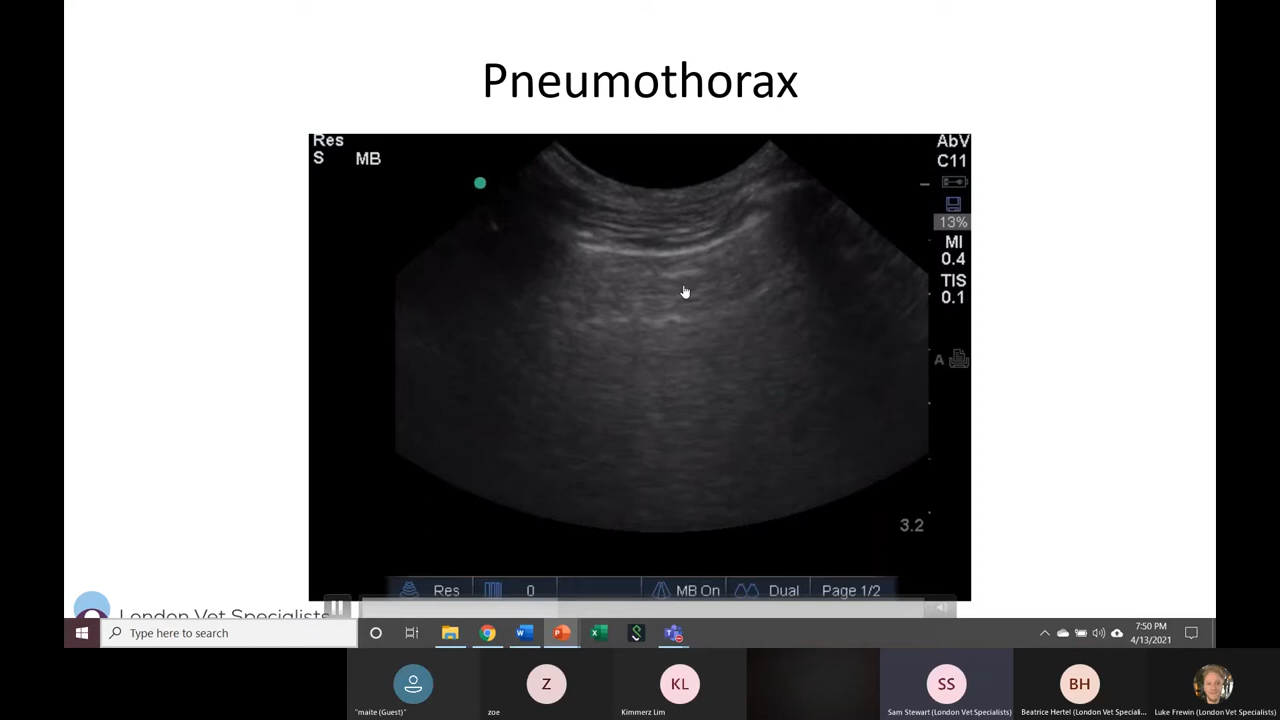 Pneumothorax
Res
S MB
AbV
C11
13%
MI
0.4
TIS
0.1
A
3.2
Res 0 MB On Dual Page 1/2
London Vet Specialists
Type here to search
7:50 PM
4/13/2021
Z
KL
SS
BH
"maite (Guest)"
zoe
Kimmerz Lim
Sam Stewart (London Vet Specialists)
Beatrice Hertel (London Vet Speciali...
Luke Frewin (London Vet Specialists)